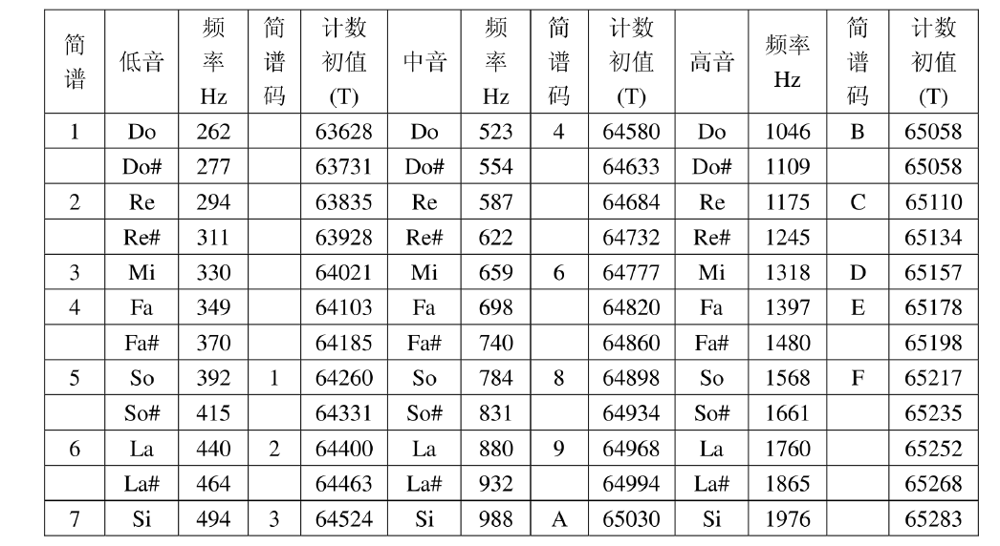 简谱 低音 频率Hz 简谱码 计数初值(T) 中音 频率Hz 简谱码 计数初值(T) 高音 频率Hz 简谱码 计数初值(T)
1 Do 262 63628 Do 523 4 64580 Do 1046 B 65058
Do# 277 63731 Do# 554 64633 Do# 1109 65058
2 Re 294 63835 Re 587 64684 Re 1175 C 65110
Re# 311 63928 Re# 622 64732 Re# 1245 65134
3 Mi 330 64021 Mi 659 6 64777 Mi 1318 D 65157
4 Fa 349 64103 Fa 698 64820 Fa 1397 E 65178
Fa# 370 64185 Fa# 740 64860 Fa# 1480 65198
5 So 392 1 64260 So 784 8 64898 So 1568 F 65217
So# 415 64331 So# 831 64934 So# 1661 65235
6 La 440 2 64400 La 880 9 64968 La 1760 65252
La# 464 64463 La# 932 64994 La# 1865 65268
7 Si 494 3 64524 Si 988 A 65030 Si 1976 65283